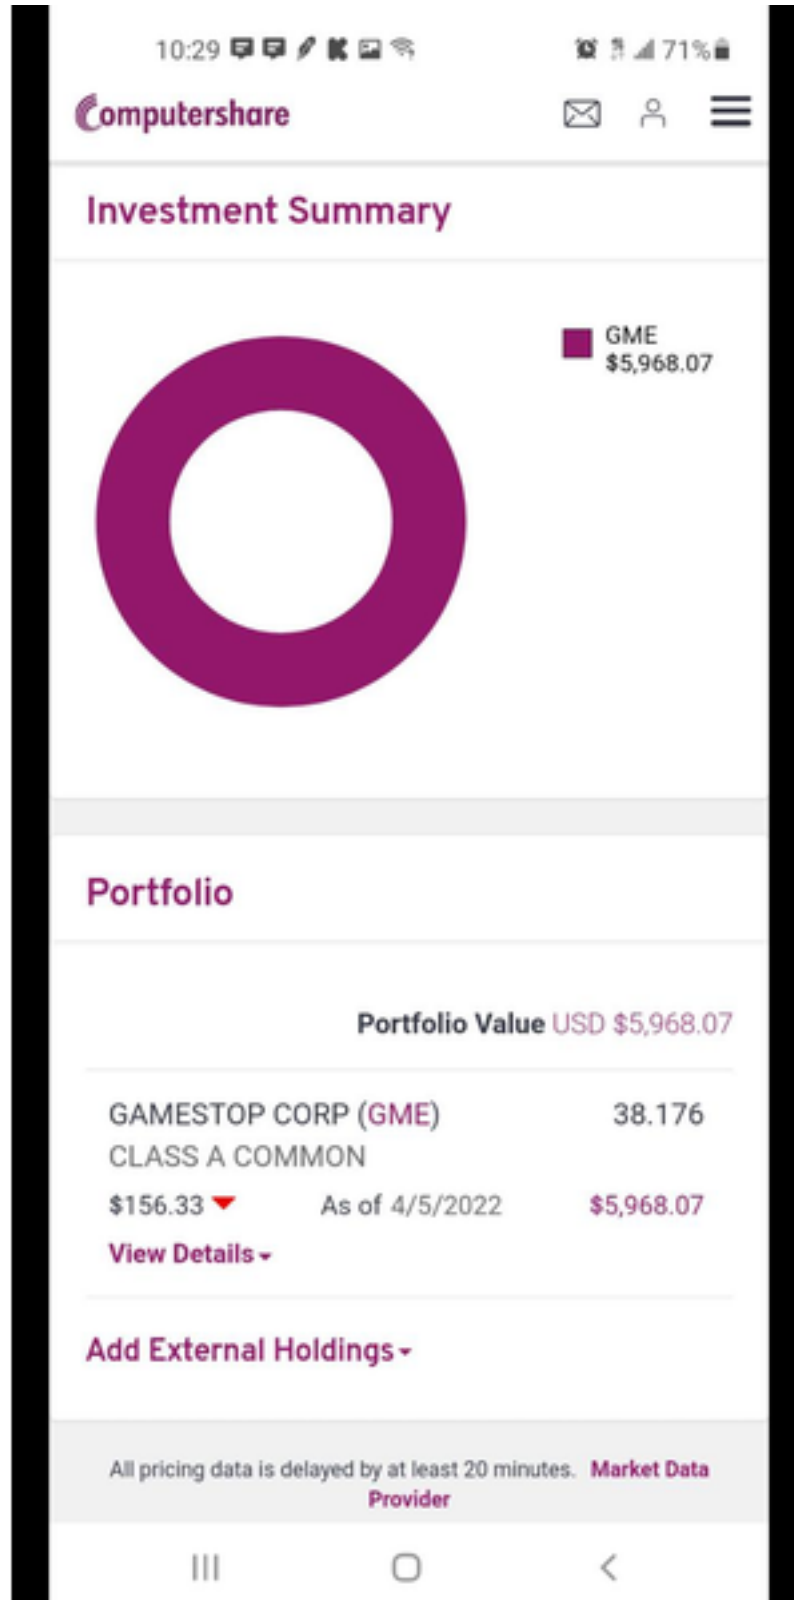 10:29 71%
Computershare
Investment Summary
GME
$5,968.07
Portfolio
Portfolio Value USD $5,968.07
GAMESTOP CORP (GME) 38.176
CLASS A COMMON
$156.33 As of 4/5/2022 $5,968.07
View Details
Add External Holdings
All pricing data is delayed by at least 20 minutes. Market Data
Provider